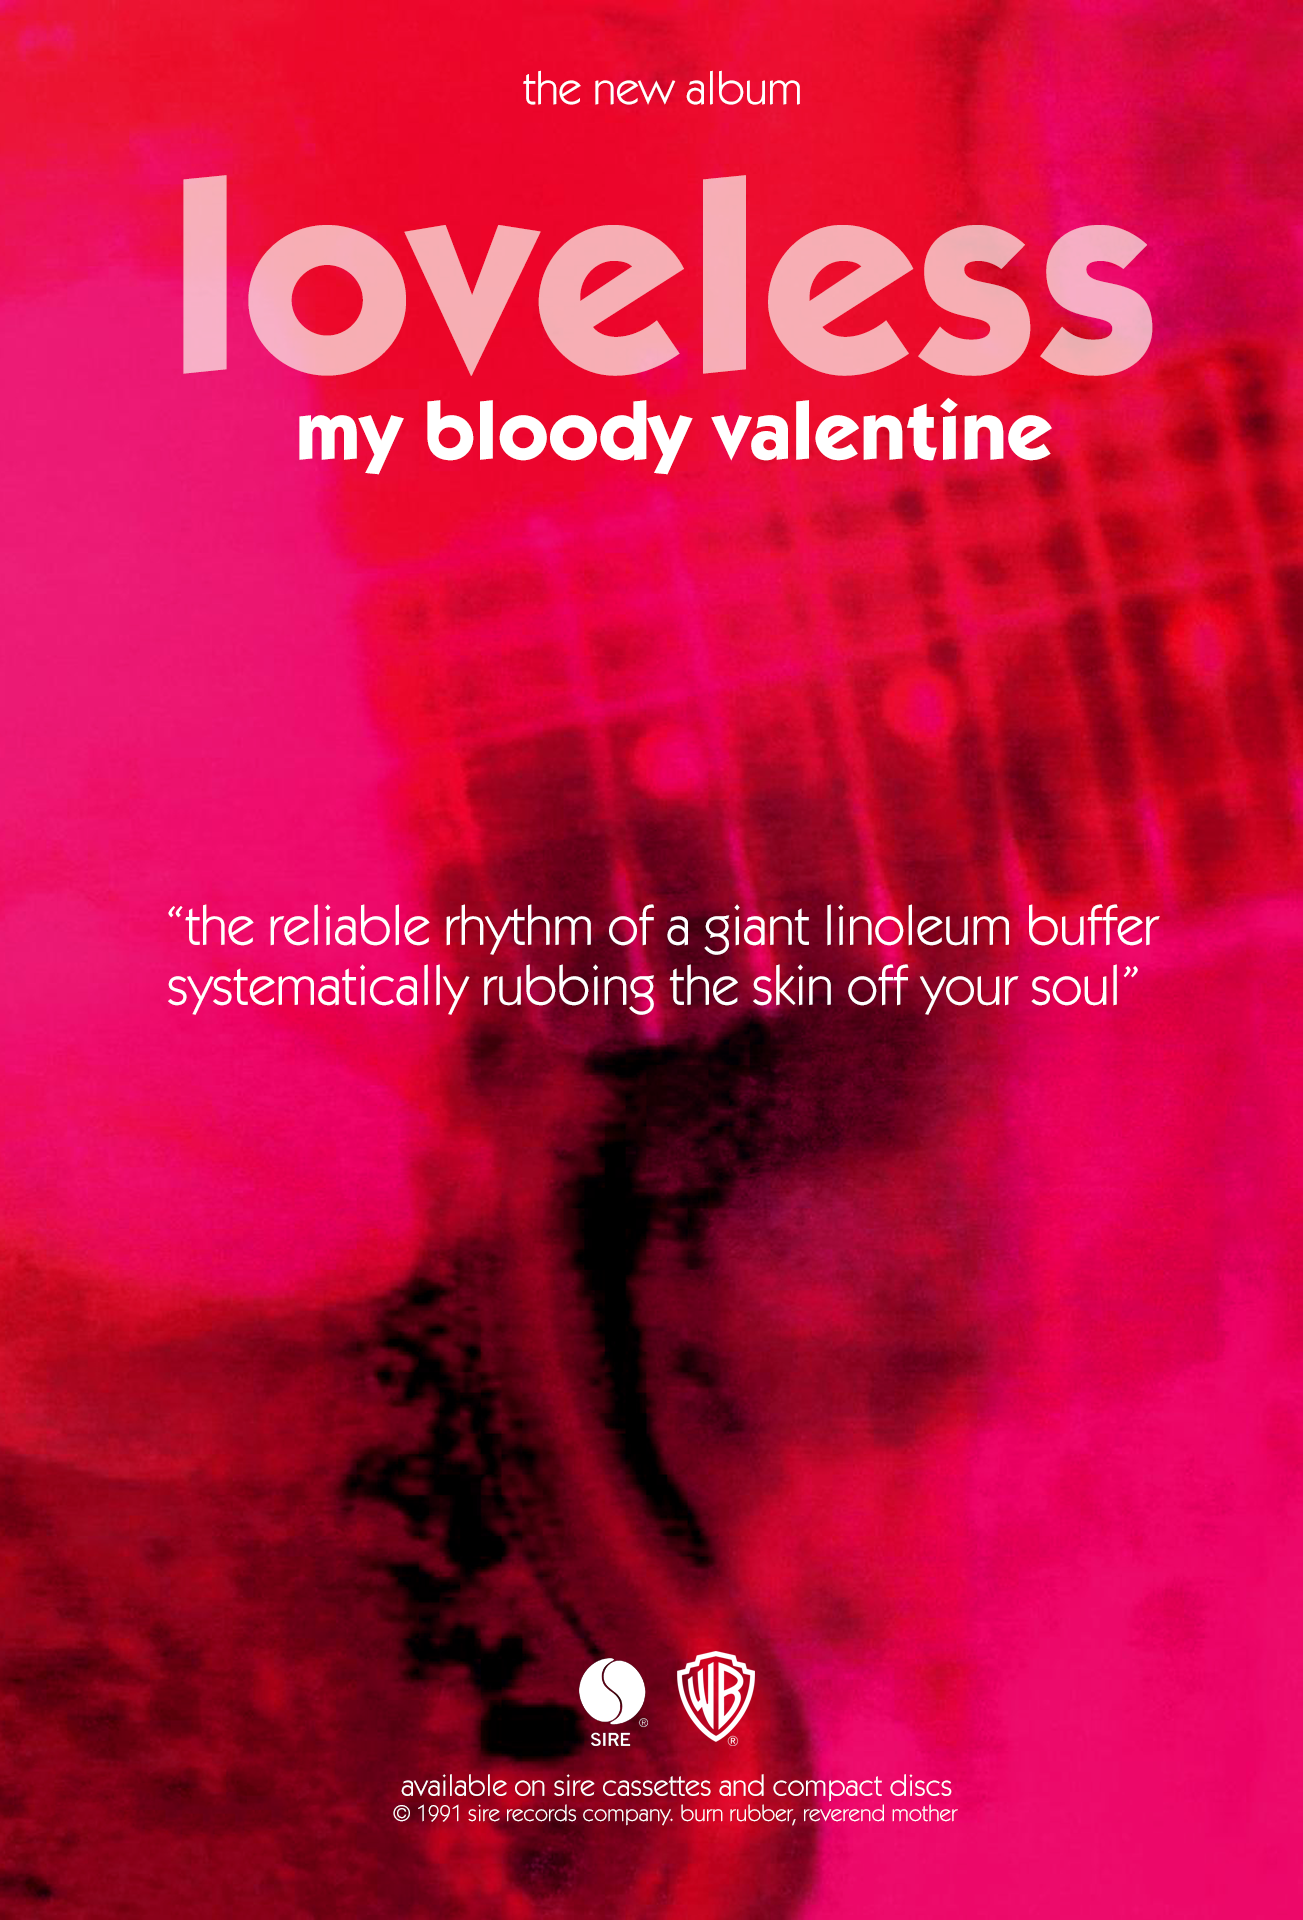 the new album
loveless
my bloody valentine
“the reliable rhythm of a giant linoleum buffer
systematically rubbing the skin off your soul”
SIRE ® WB ®
available on sire cassettes and compact discs
© 1991 sire records company. burn rubber, reverend mother